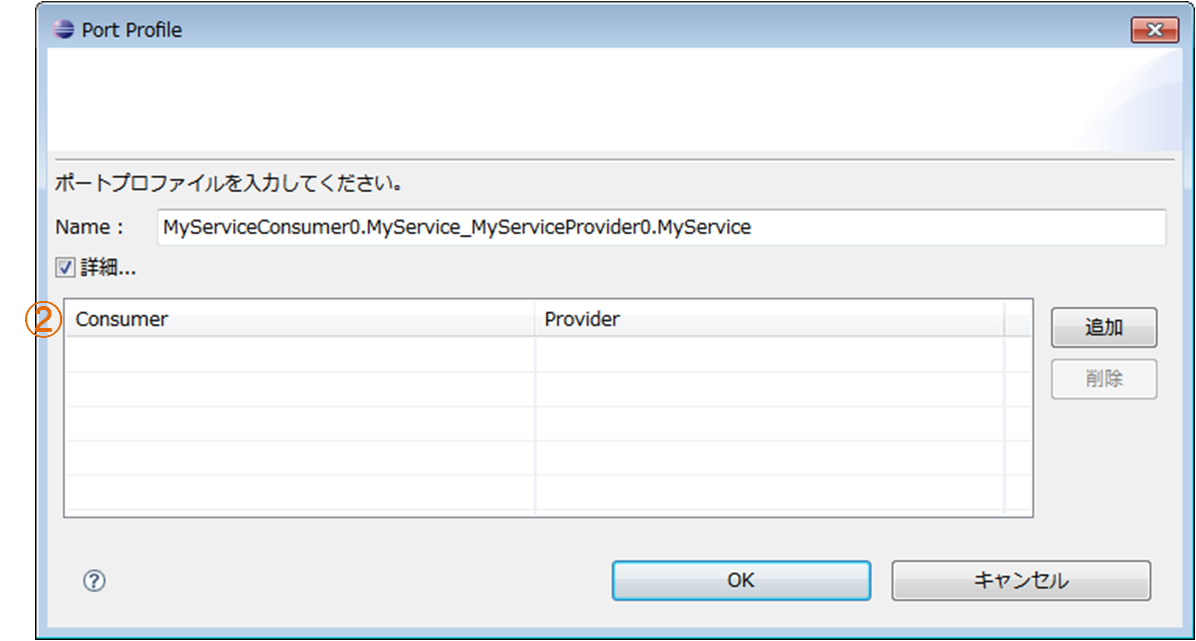 Port Profile
ポートプロファイルを入力してください。
Name : MyServiceConsumer0.MyService_MyServiceProvider0.MyService
詳細...
② Consumer Provider 追加
削除
OK キャンセル